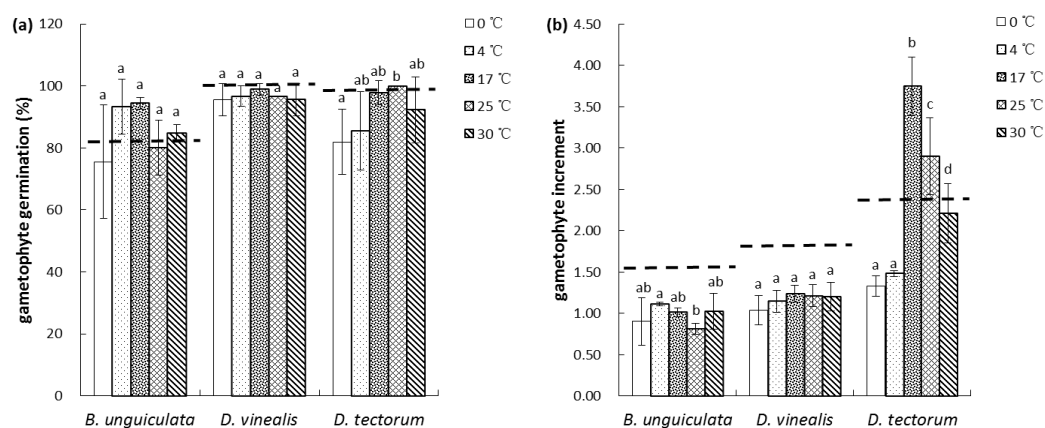 (a)
gametophyte germination (%)
120
100
80
60
40
20
0
a a a a a
a a a a a
a ab ab b ab
B. unguiculata D. vinealis D. tectorum
0 ℃
4 ℃
17 ℃
25 ℃
30 ℃
(b)
gametophyte increment
4.50
4.00
3.50
3.00
2.50
2.00
1.50
1.00
0.50
0.00
ab a ab b ab
a a a a a
a a b c d
B. unguiculata D. vinealis D. tectorum
0 ℃
4 ℃
17 ℃
25 ℃
30 ℃